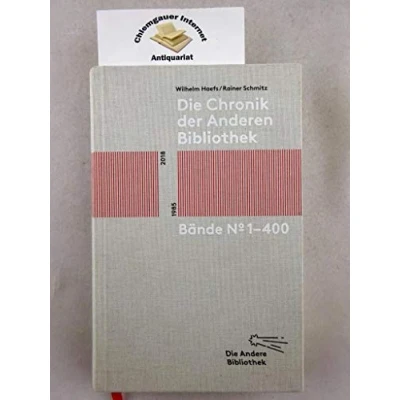 Chiemgauer Internet
Antiquariat
Wilhelm Haefs/Rainer Schmitz
Die Chronik
der Anderen
Bibliothek
2018
1985
Bände Nº 1–400
Die Andere
Bibliothek